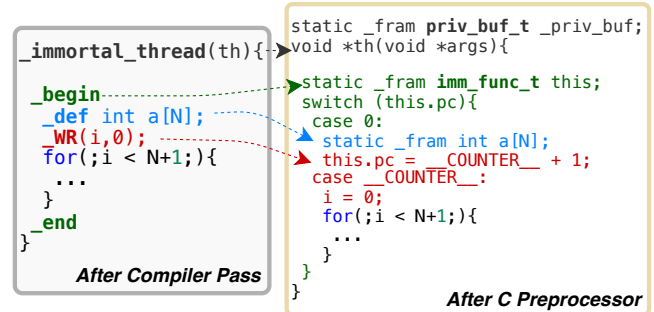 _immortal_thread(th){
_begin
_def int a[N];
_WR(i,0);
for(;i < N+1;){
...
}
_end
}
After Compiler Pass
static _fram priv_buf_t _priv_buf;
void *th(void *args){
static _fram imm_func_t this;
switch (this.pc){
case 0:
static _fram int a[N];
this.pc = __COUNTER__ + 1;
case __COUNTER__:
i = 0;
for(;i < N+1;){
...
}
}
}
After C Preprocessor